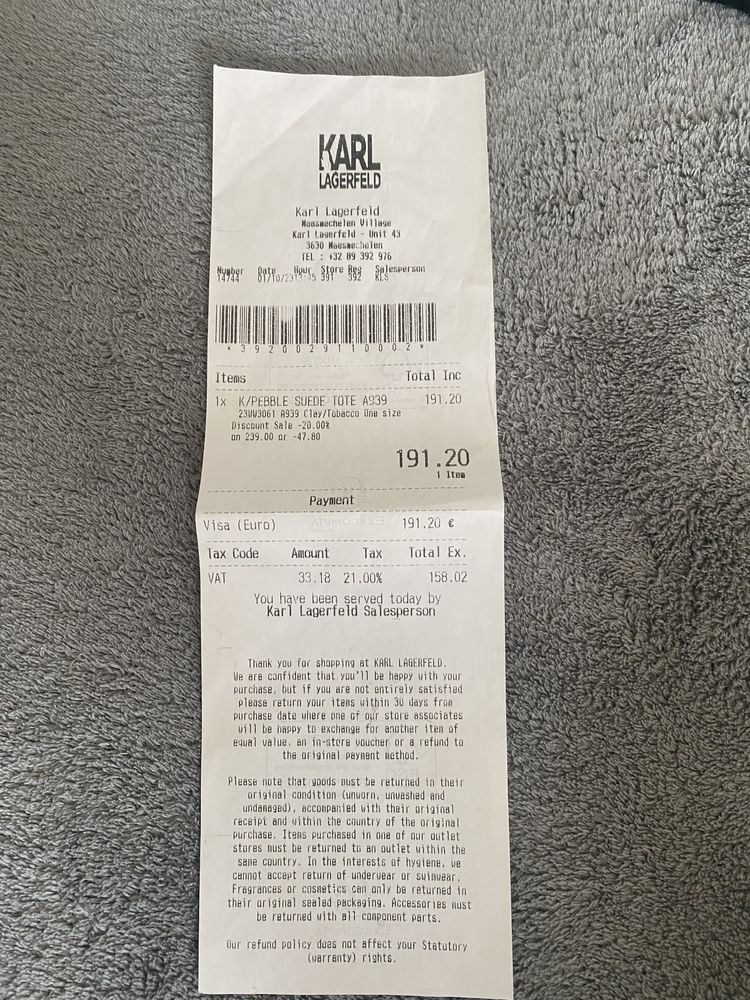 KARL
LAGERFELD
Karl Lagerfeld
Maasmechelen Village
Karl Lagerfeld - Unit 43
3630 Maasmechelen
TEL : +32 89 392 976
Number Date Hour Store Reg Salesperson:
14744 01/10/23 391 392 KLS
*392002911 0002*
Items Total Inc
1x K/PEBBLE SUEDE TOTE A939 191.20
23WW3061 A939 Clay/Tobacco One size
Discount Sale -20.00%
on 239.00 or -47.80
191.20
1 Item
Payment
Visa (Euro) 191.20 €
Tax Code Amount Tax Total Ex.
VAT 33.18 21.00% 158.02
You have been served today by
Karl Lagerfeld Salesperson
Thank you for shopping at KARL LAGERFELD.
We are confident that you'll be happy with your
purchase, but if you are not entirely satisfied
please return your items within 30 days from
purchase date where one of our store associates
will be happy to exchange for another item of
equal value, an in-store voucher or a refund to
the original payment method.
Please note that goods must be returned in their
original condition (unworn, unwashed and
undamaged), accompanied with their original
receipt and within the country of the original
purchase. Items purchased in one of our outlet
stores must be returned to an outlet within the
same country. In the interests of hygiene, we
cannot accept return of underwear or swimwear.
Fragrances or cosmetics can only be returned in
their original sealed packaging. Accessories must
be returned with all component parts.
Our refund policy does not affect your Statutory
(warranty) rights.